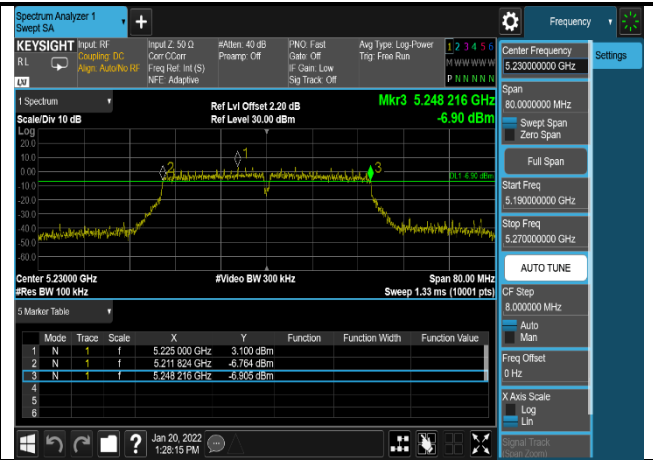 Spectrum Analyzer 1
Swept SA
+
Frequency
KEYSIGHT
RL
LXI
Input: RF
Coupling: DC
Align: Auto/No RF
Input Z: 50 Ω
Corr CCorr
Freq Ref: Int (S)
NFE: Adaptive
#Atten: 40 dB
Preamp: Off
PNO: Fast
Gate: Off
IF Gain: Low
Sig Track: Off
Avg Type: Log-Power
Trig: Free Run
1 2 3 4 5 6
M W W W W W
P N N N N N
Center Frequency
5.230000000 GHz
Settings
Span
80.0000000 MHz
Swept Span
Zero Span
Full Span
Start Freq
5.190000000 GHz
Stop Freq
5.270000000 GHz
AUTO TUNE
CF Step
8.000000 MHz
Auto
Man
Freq Offset
0 Hz
X Axis Scale
Log
Lin
Signal Track
(Span Zoom)
1 Spectrum
Scale/Div 10 dB
Ref Lvl Offset 2.20 dB
Ref Level 30.00 dBm
Mkr3 5.248 216 GHz
-6.90 dBm
Log
20.0
10.0
0.00
-10.0
-20.0
-30.0
-40.0
-50.0
-60.0
2
1
3
DL1 -6.90 dBm
Center 5.23000 GHz
#Res BW 100 kHz
#Video BW 300 kHz
Span 80.00 MHz
Sweep 1.33 ms (10001 pts)
5 Marker Table
Mode Trace Scale X Y Function Function Width Function Value
1 N 1 f 5.225 000 GHz 3.100 dBm
2 N 1 f 5.211 824 GHz -6.764 dBm
3 N 1 f 5.248 216 GHz -6.905 dBm
4
5
6
?
Jan 20, 2022
1:28:15 PM